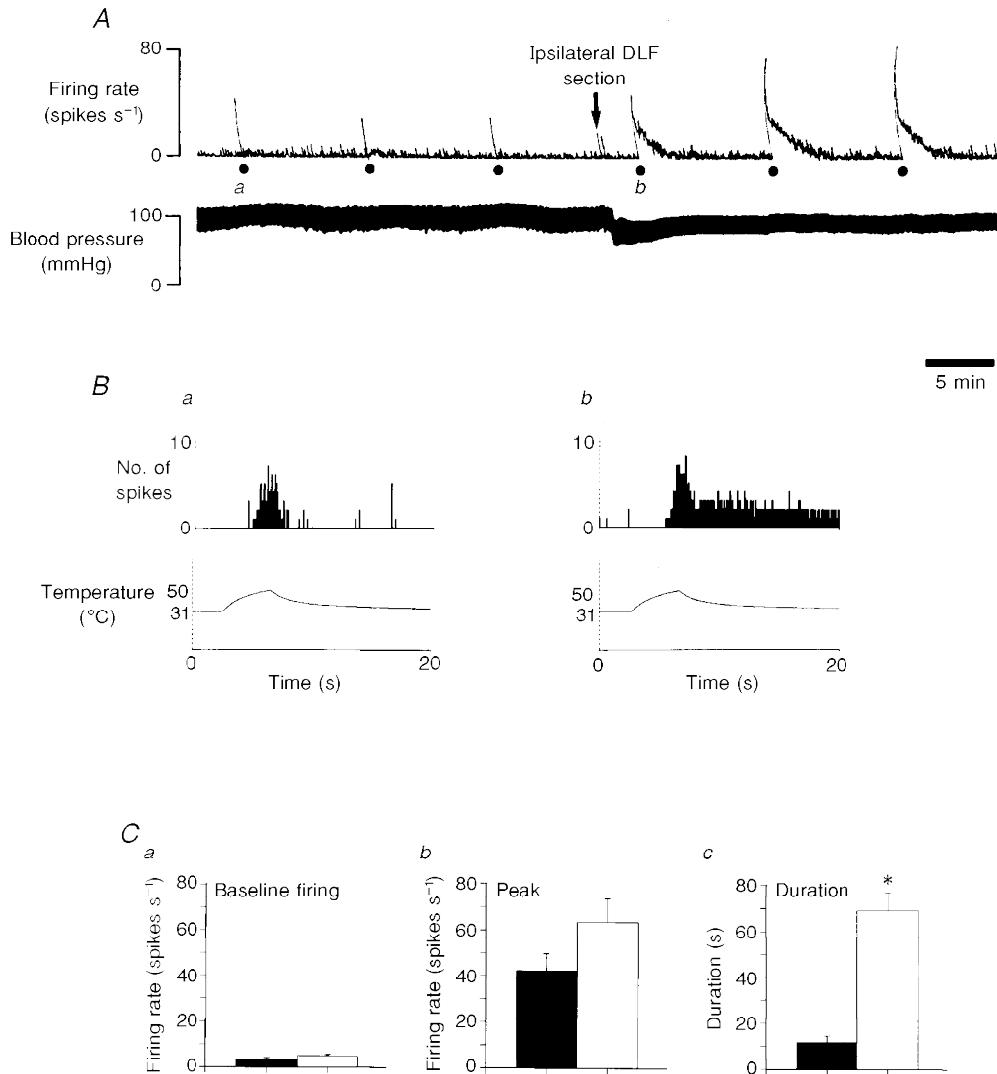 A
80
Firing rate
(spikes s⁻¹)
0
Ipsilateral DLF
section
a
b
100
Blood pressure
(mmHg)
0
5 min
B
a
b
10
No. of
spikes
0
10
0
Temperature
(°C)
50
31
50
31
0
20
Time (s)
0
20
Time (s)
C
a
b
c
Firing rate (spikes s⁻¹)
80
60
40
20
0
Baseline firing
Firing rate (spikes s⁻¹)
80
60
40
20
0
Peak
Duration (s)
80
60
40
20
0
Duration
*